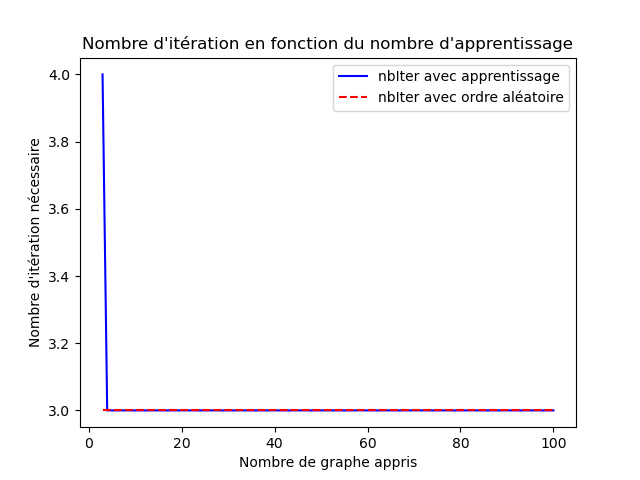 Nombre d'itération en fonction du nombre d'apprentissage
nbIter avec apprentissage
nbIter avec ordre aléatoire
Nombre d'itération nécessaire
4.0
3.8
3.6
3.4
3.2
3.0
0 20 40 60 80 100
Nombre de graphe appris